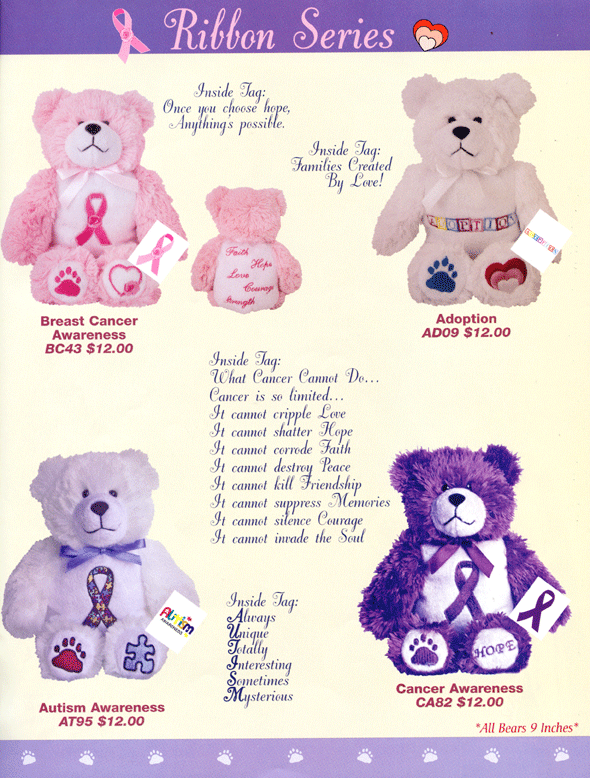 Ribbon Series
Inside Tag:
Once you choose hope,
Anything's possible.
Inside Tag:
Families Created
By Love!
ADOPTION
Faith
Hope
Love
Courage
Strength
Breast Cancer
Awareness
BC43 $12.00
Adoption
AD09 $12.00
Inside Tag:
What Cancer Cannot Do...
Cancer is so limited...
It cannot cripple Love
It cannot shatter Hope
It cannot corrode Faith
It cannot destroy Peace
It cannot kill Friendship
It cannot suppress Memories
It cannot silence Courage
It cannot invade the Soul
Autism
AWARENESS
HOPE
Inside Tag:
Always
Unique
Totally
Interesting
Sometimes
Mysterious
Autism Awareness
AT95 $12.00
Cancer Awareness
CA82 $12.00
*All Bears 9 Inches*